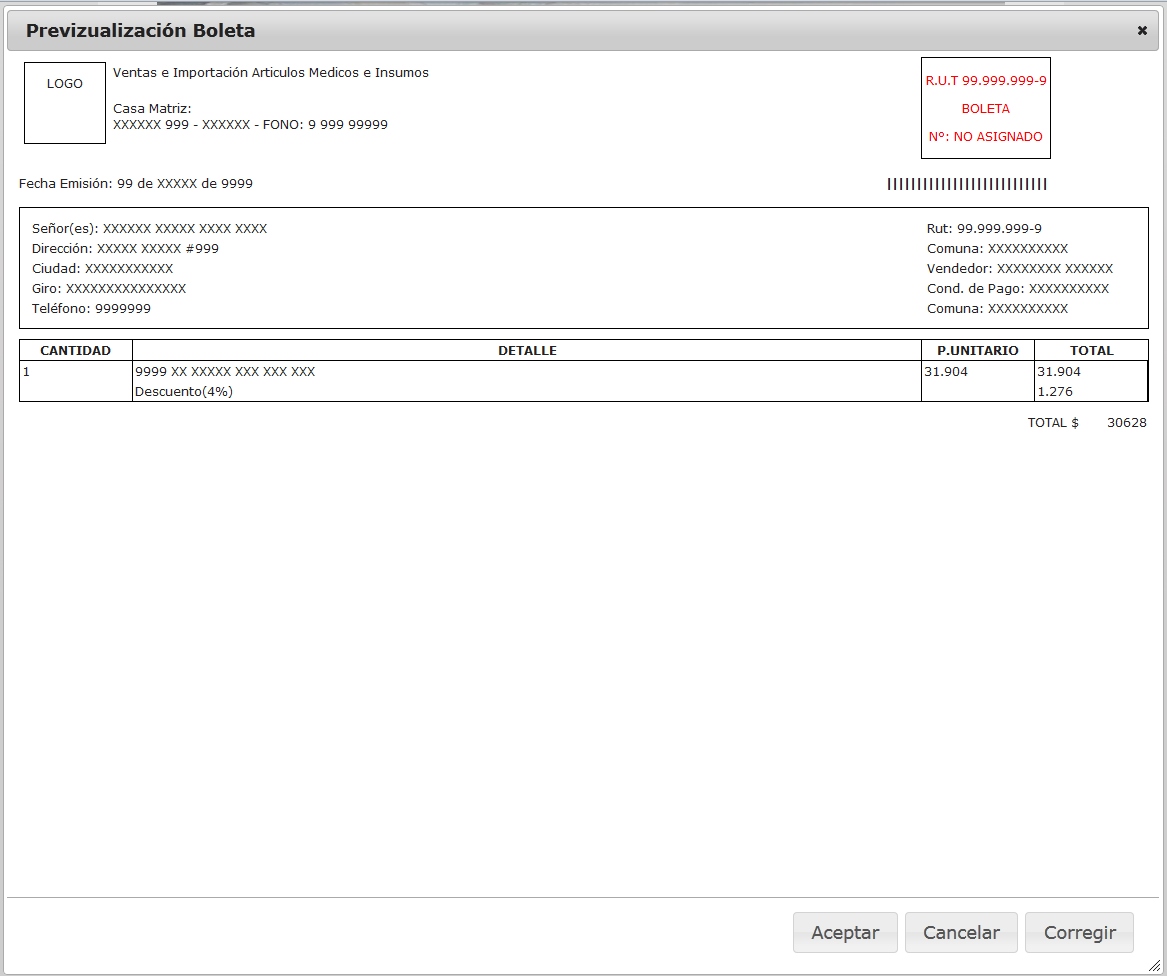 Previzualización Boleta
LOGO
Ventas e Importación Articulos Medicos e Insumos
Casa Matriz:
XXXXXX 999 - XXXXXX - FONO: 9 999 99999
R.U.T 99.999.999-9
BOLETA
Nº: NO ASIGNADO
Fecha Emisión: 99 de XXXXX de 9999
||||||||||||||||||||||||||
Señor(es): XXXXXX XXXXX XXXX XXXX
Dirección: XXXXX XXXXX #999
Ciudad: XXXXXXXXXXX
Giro: XXXXXXXXXXXXXXX
Teléfono: 9999999
Rut: 99.999.999-9
Comuna: XXXXXXXXXX
Vendedor: XXXXXXXX XXXXXX
Cond. de Pago: XXXXXXXXXX
Comuna: XXXXXXXXXX
CANTIDAD DETALLE P.UNITARIO TOTAL
1 9999 XX XXXXX XXX XXX XXX 31.904 31.904
Descuento(4%) 1.276
TOTAL $ 30628
Aceptar Cancelar Corregir